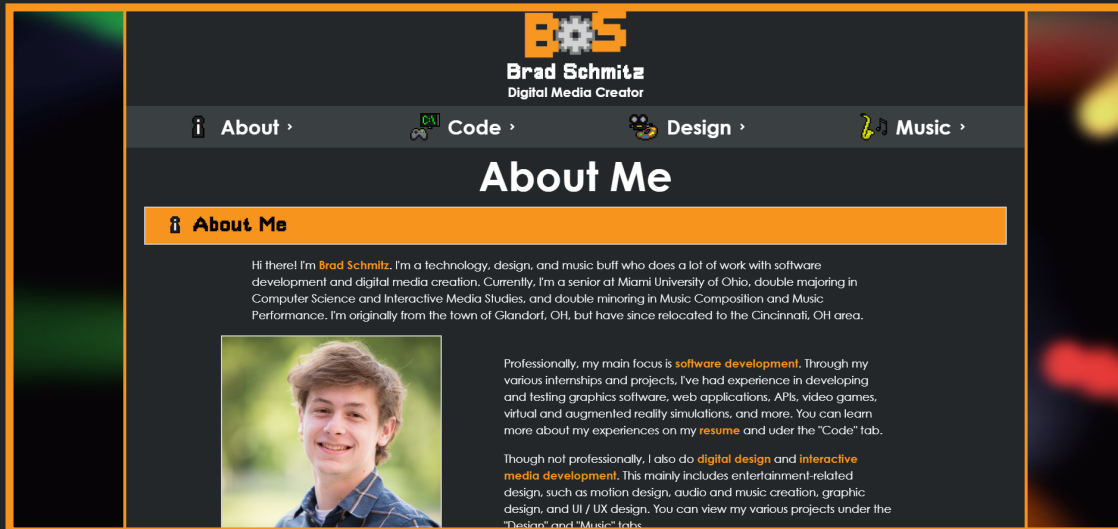 BS
Brad Schmitz
Digital Media Creator
i About ›
C:\ Code ›
Design ›
Music ›
About Me
i About Me
Hi there! I'm Brad Schmitz. I'm a technology, design, and music buff who does a lot of work with software
development and digital media creation. Currently, I'm a senior at Miami University of Ohio, double majoring in
Computer Science and Interactive Media Studies, and double minoring in Music Composition and Music
Performance. I'm originally from the town of Glandorf, OH, but have since relocated to the Cincinnati, OH area.
Professionally, my main focus is software development. Through my
various internships and projects, I've had experience in developing
and testing graphics software, web applications, APIs, video games,
virtual and augmented reality simulations, and more. You can learn
more about my experiences on my resume and uder the "Code" tab.
Though not professionally, I also do digital design and interactive
media development. This mainly includes entertainment-related
design, such as motion design, audio and music creation, graphic
design, and UI / UX design. You can view my various projects under the
"Design" and "Music" tabs.